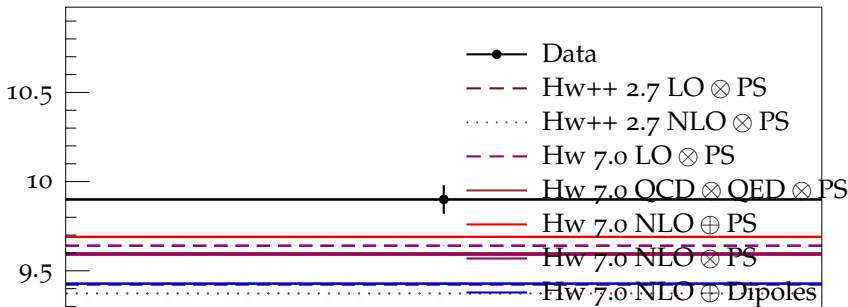 Data
10.5
Hw++ 2.7 LO ⊗ PS
Hw++ 2.7 NLO ⊗ PS
Hw 7.0 LO ⊗ PS
10
Hw 7.0 QCD ⊗ QED ⊗ PS
Hw 7.0 NLO ⊕ PS
Hw 7.0 NLO ⊗ PS
9.5
Hw 7.0 NLO ⊕ Dipoles